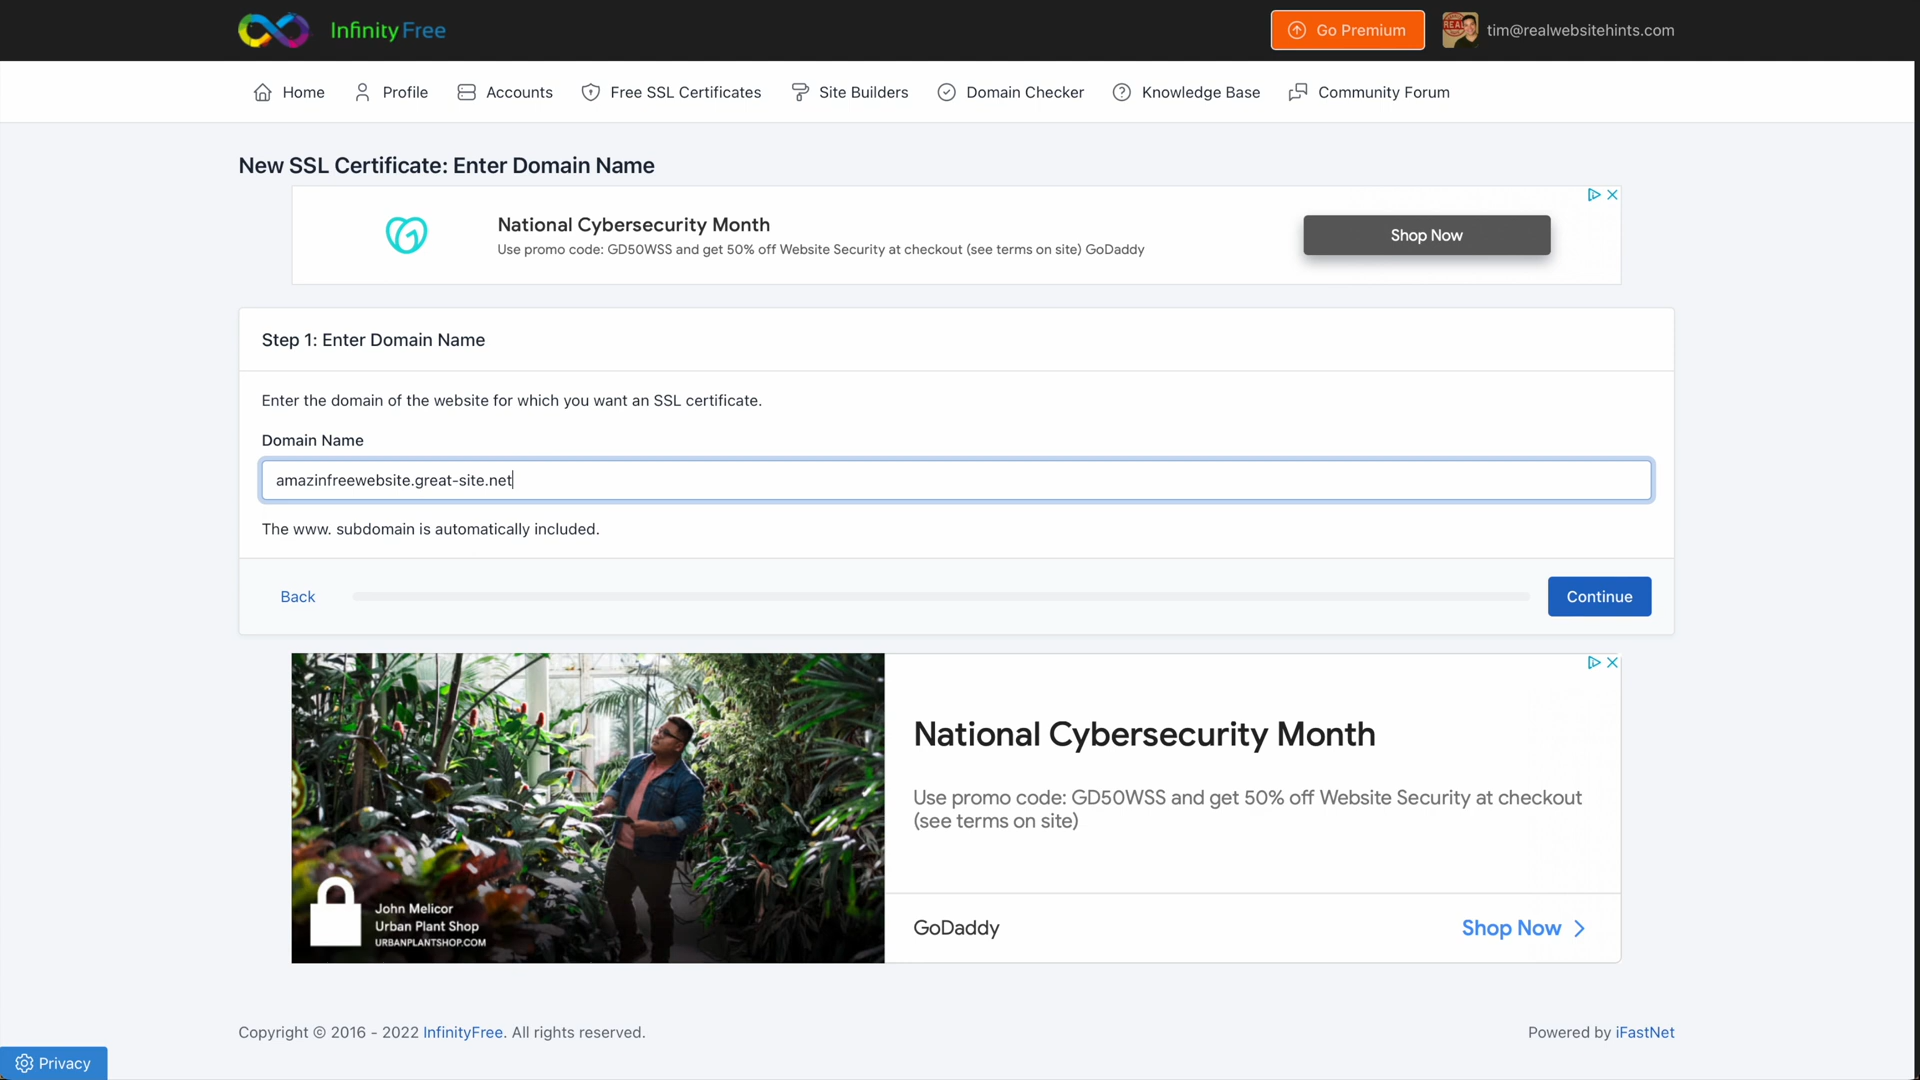 Infinity Free
Go Premium
REAL
tim@realwebsitehints.com
Home
Profile
Accounts
Free SSL Certificates
Site Builders
Domain Checker
Knowledge Base
Community Forum
New SSL Certificate: Enter Domain Name
National Cybersecurity Month
Use promo code: GD50WSS and get 50% off Website Security at checkout (see terms on site) GoDaddy
Shop Now
Step 1: Enter Domain Name
Enter the domain of the website for which you want an SSL certificate.
Domain Name
amazinfreewebsite.great-site.net
The www. subdomain is automatically included.
Back
Continue
John Melicor
Urban Plant Shop
URBANPLANTSHOP.COM
National Cybersecurity Month
Use promo code: GD50WSS and get 50% off Website Security at checkout
(see terms on site)
GoDaddy
Shop Now
Copyright © 2016 - 2022 InfinityFree. All rights reserved.
Powered by iFastNet
Privacy